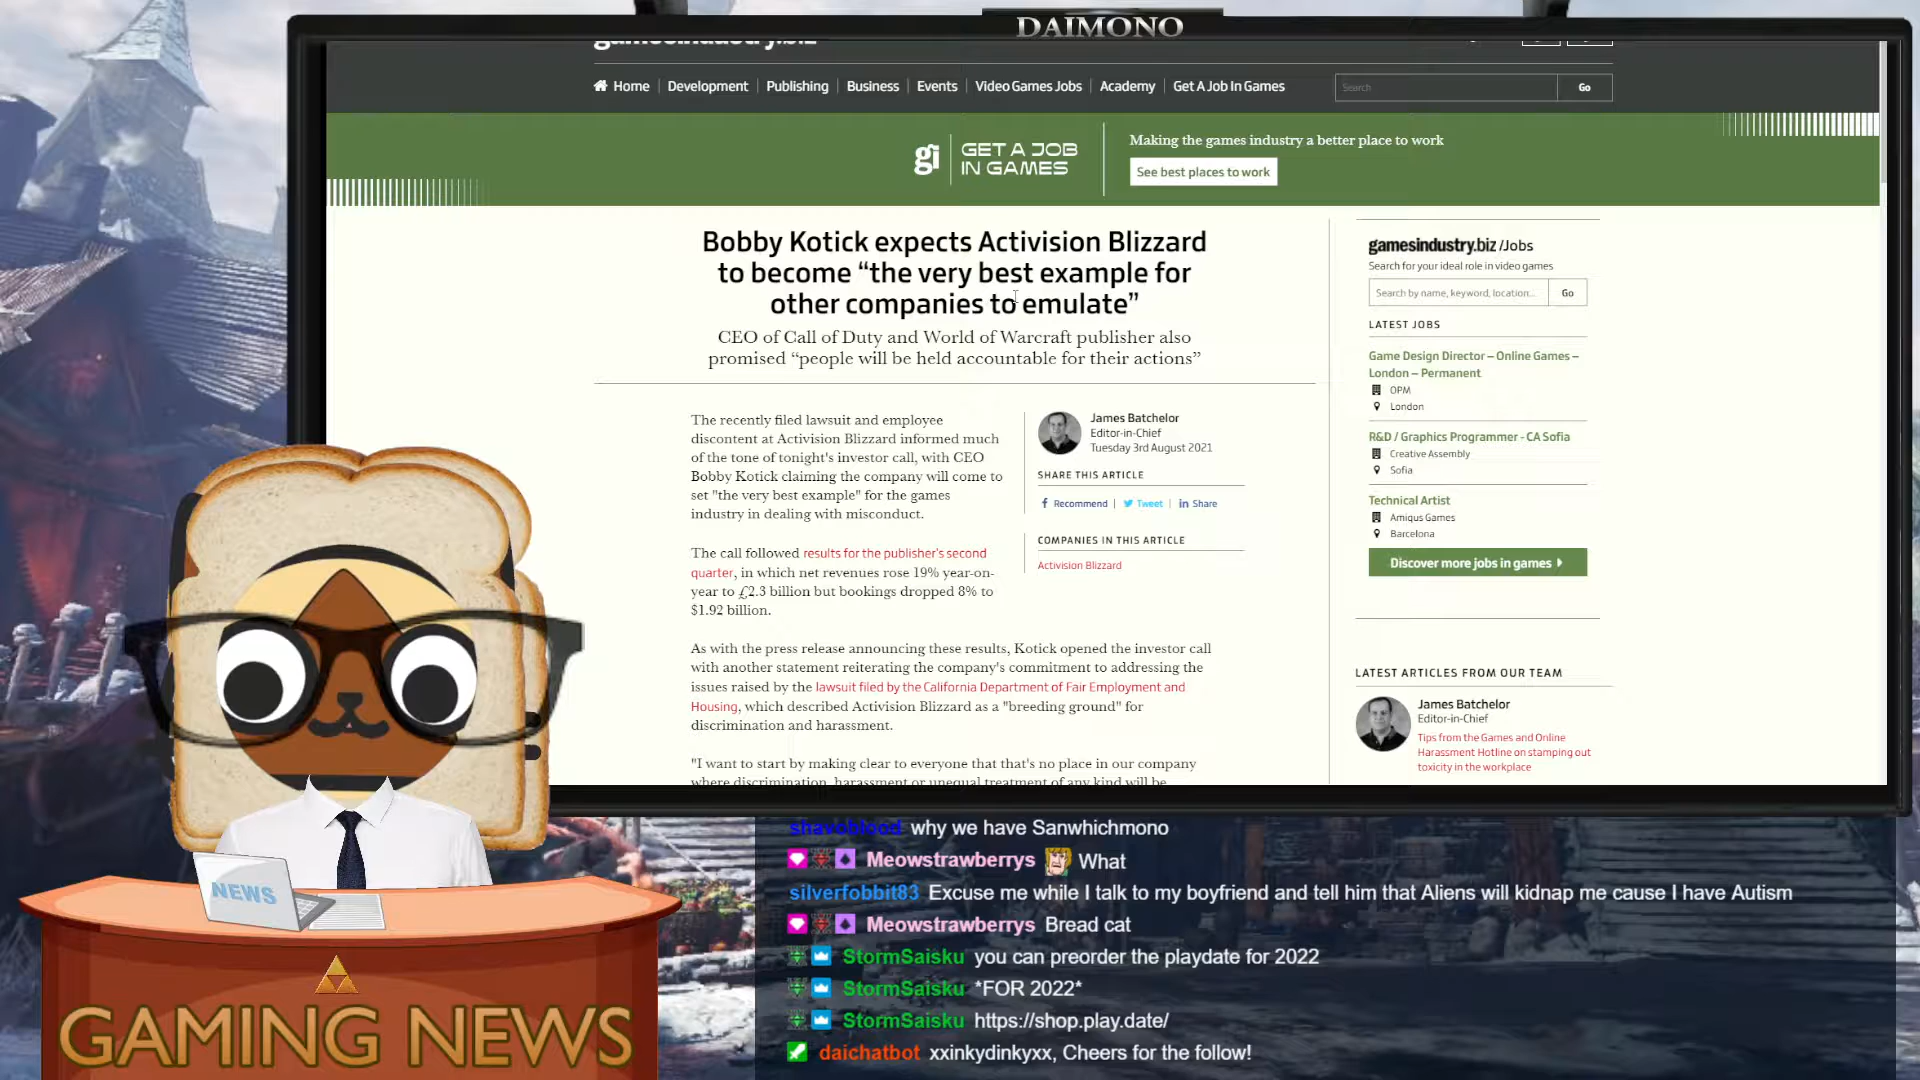 DAIMONO
gamesindustry.biz
Home | Development | Publishing | Business | Events | Video Games Jobs | Academy | Get A Job In Games
Search
Go
gi
GET A JOB
IN GAMES
Making the games industry a better place to work
See best places to work
Bobby Kotick expects Activision Blizzard
to become “the very best example for
other companies to emulate”
CEO of Call of Duty and World of Warcraft publisher also
promised “people will be held accountable for their actions”
The recently filed lawsuit and employee
discontent at Activision Blizzard informed much
of the tone of tonight's investor call, with CEO
Bobby Kotick claiming the company will come to
set "the very best example" for the games
industry in dealing with misconduct.
The call followed results for the publisher's second
quarter, in which net revenues rose 19% year-on-
year to £2.3 billion but bookings dropped 8% to
$1.92 billion.
As with the press release announcing these results, Kotick opened the investor call
with another statement reiterating the company's commitment to addressing the
issues raised by the lawsuit filed by the California Department of Fair Employment and
Housing, which described Activision Blizzard as a "breeding ground" for
discrimination and harassment.
"I want to start by making clear to everyone that that's no place in our company
where discrimination, harassment or unequal treatment of any kind will be
James Batchelor
Editor-in-Chief
Tuesday 3rd August 2021
SHARE THIS ARTICLE
Recommend | Tweet | Share
COMPANIES IN THIS ARTICLE
Activision Blizzard
gamesindustry.biz /Jobs
Search for your ideal role in video games
Search by name, keyword, location...
Go
LATEST JOBS
Game Design Director – Online Games –
London – Permanent
OPM
London
R&D / Graphics Programmer - CA Sofia
Creative Assembly
Sofia
Technical Artist
Amiqus Games
Barcelona
Discover more jobs in games
LATEST ARTICLES FROM OUR TEAM
James Batchelor
Editor-in-Chief
Tips from the Games and Online
Harassment Hotline on stamping out
toxicity in the workplace
NEWS
GAMING NEWS
shavoblood why we have Sanwhichmono
Meowstrawberrys What
silverfobbit83 Excuse me while I talk to my boyfriend and tell him that Aliens will kidnap me cause I have Autism
Meowstrawberrys Bread cat
StormSaisku you can preorder the playdate for 2022
StormSaisku *FOR 2022*
StormSaisku https://shop.play.date/
daichatbot xxinkydinkyxx, Cheers for the follow!